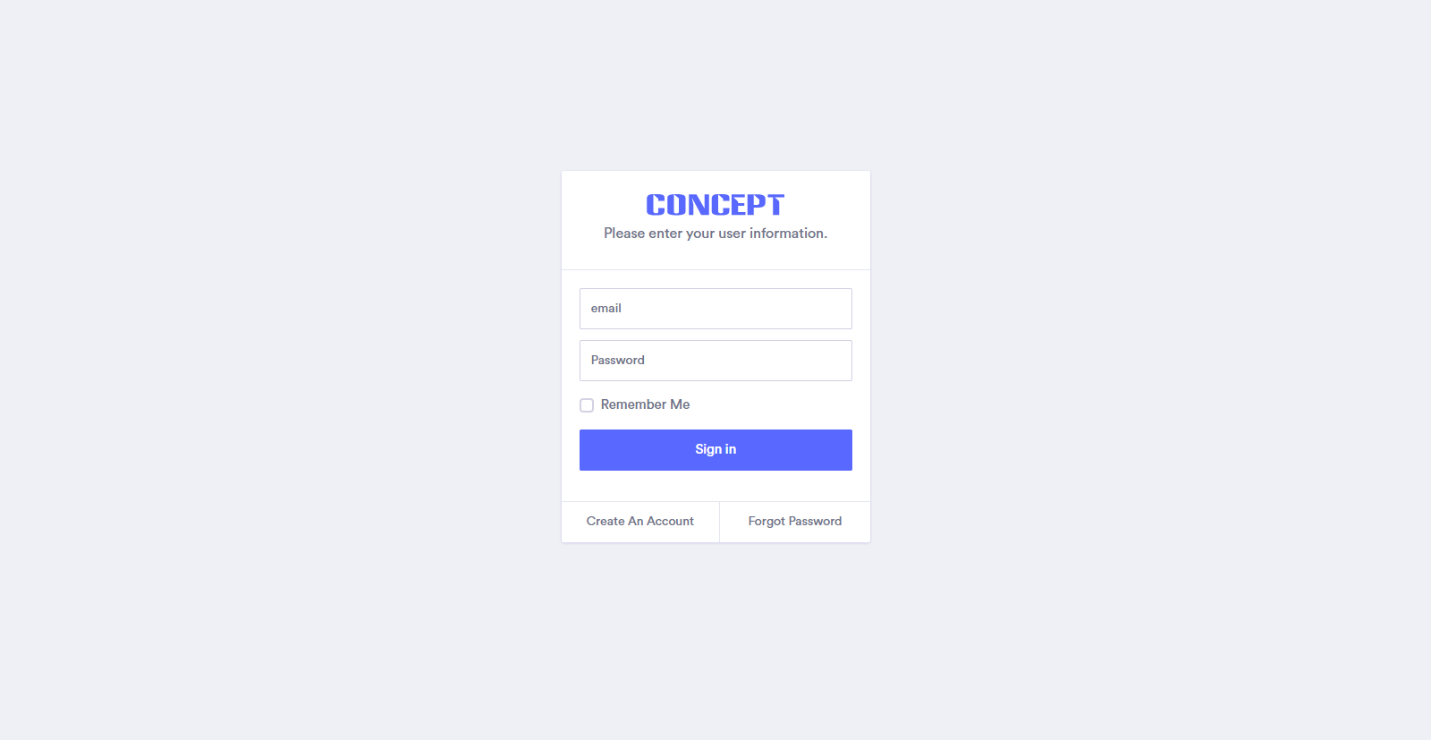 CONCEPT
Please enter your user information.
email
Password
Remember Me
Sign in
Create An Account
Forgot Password